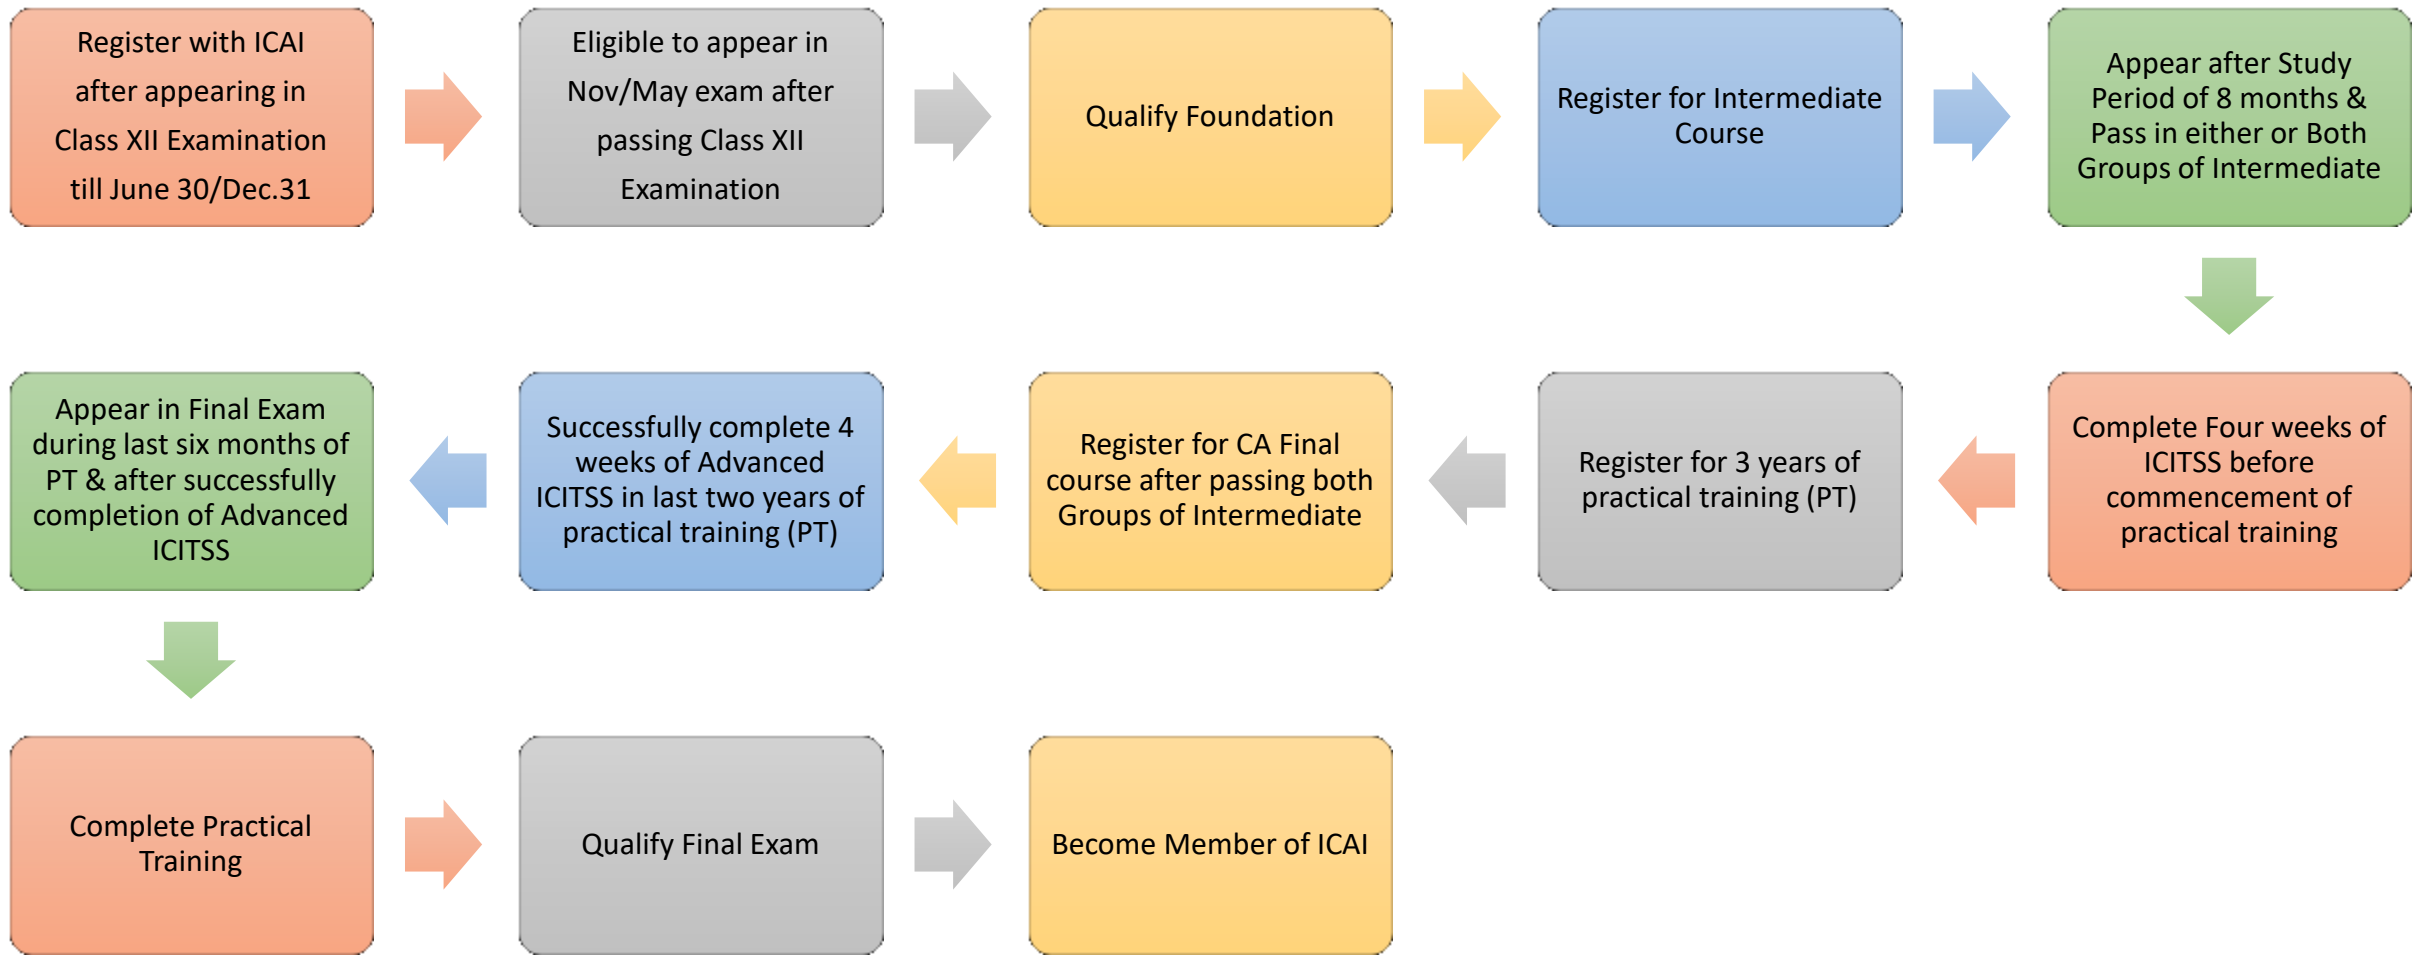 Register with ICAI
after appearing in
Class XII Examination
till June 30/Dec.31
Eligible to appear in
Nov/May exam after
passing Class XII
Examination
Qualify Foundation
Register for Intermediate
Course
Appear after Study
Period of 8 months &
Pass in either or Both
Groups of Intermediate
Complete Four weeks of
ICITSS before
commencement of
practical training
Register for 3 years of
practical training (PT)
Register for CA Final
course after passing both
Groups of Intermediate
Successfully complete 4
weeks of Advanced
ICITSS in last two years of
practical training (PT)
Appear in Final Exam
during last six months of
PT & after successfully
completion of Advanced
ICITSS
Complete Practical
Training
Qualify Final Exam
Become Member of ICAI